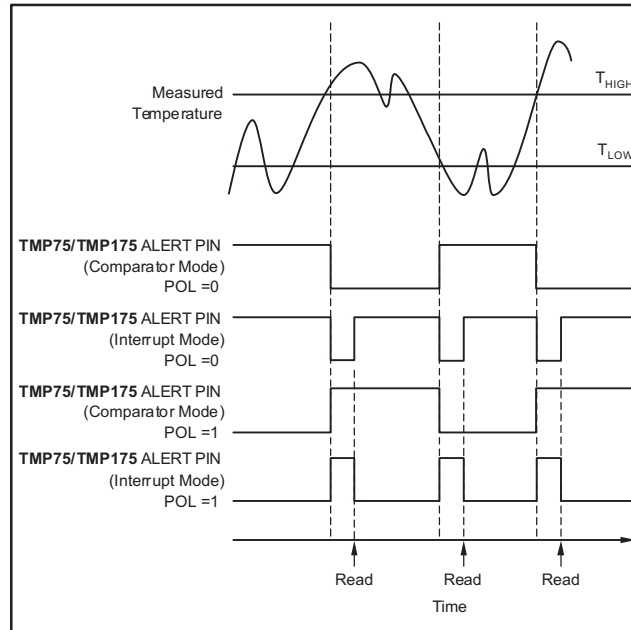 T_HIGH
Measured
Temperature
T_LOW
TMP75/TMP175 ALERT PIN
(Comparator Mode)
POL =0
TMP75/TMP175 ALERT PIN
(Interrupt Mode)
POL =0
TMP75/TMP175 ALERT PIN
(Comparator Mode)
POL =1
TMP75/TMP175 ALERT PIN
(Interrupt Mode)
POL =1
Read Read Read
Time